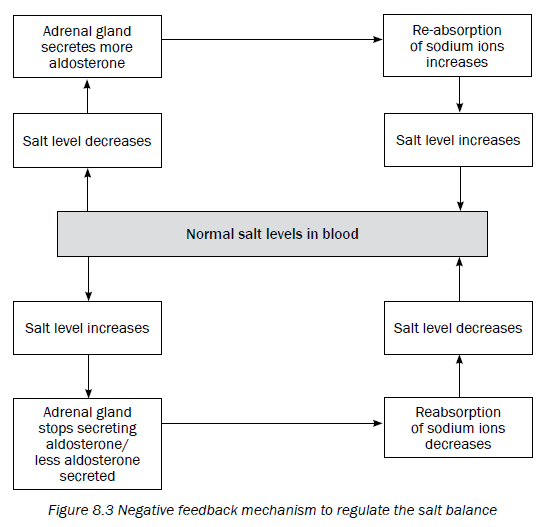 Adrenal gland
secretes more
aldosterone
Re-absorption
of sodium ions
increases
Salt level decreases
Salt level increases
Normal salt levels in blood
Salt level increases
Salt level decreases
Adrenal gland
stops secreting
aldosterone/
less aldosterone
secreted
Reabsorption
of sodium ions
decreases
Figure 8.3 Negative feedback mechanism to regulate the salt balance